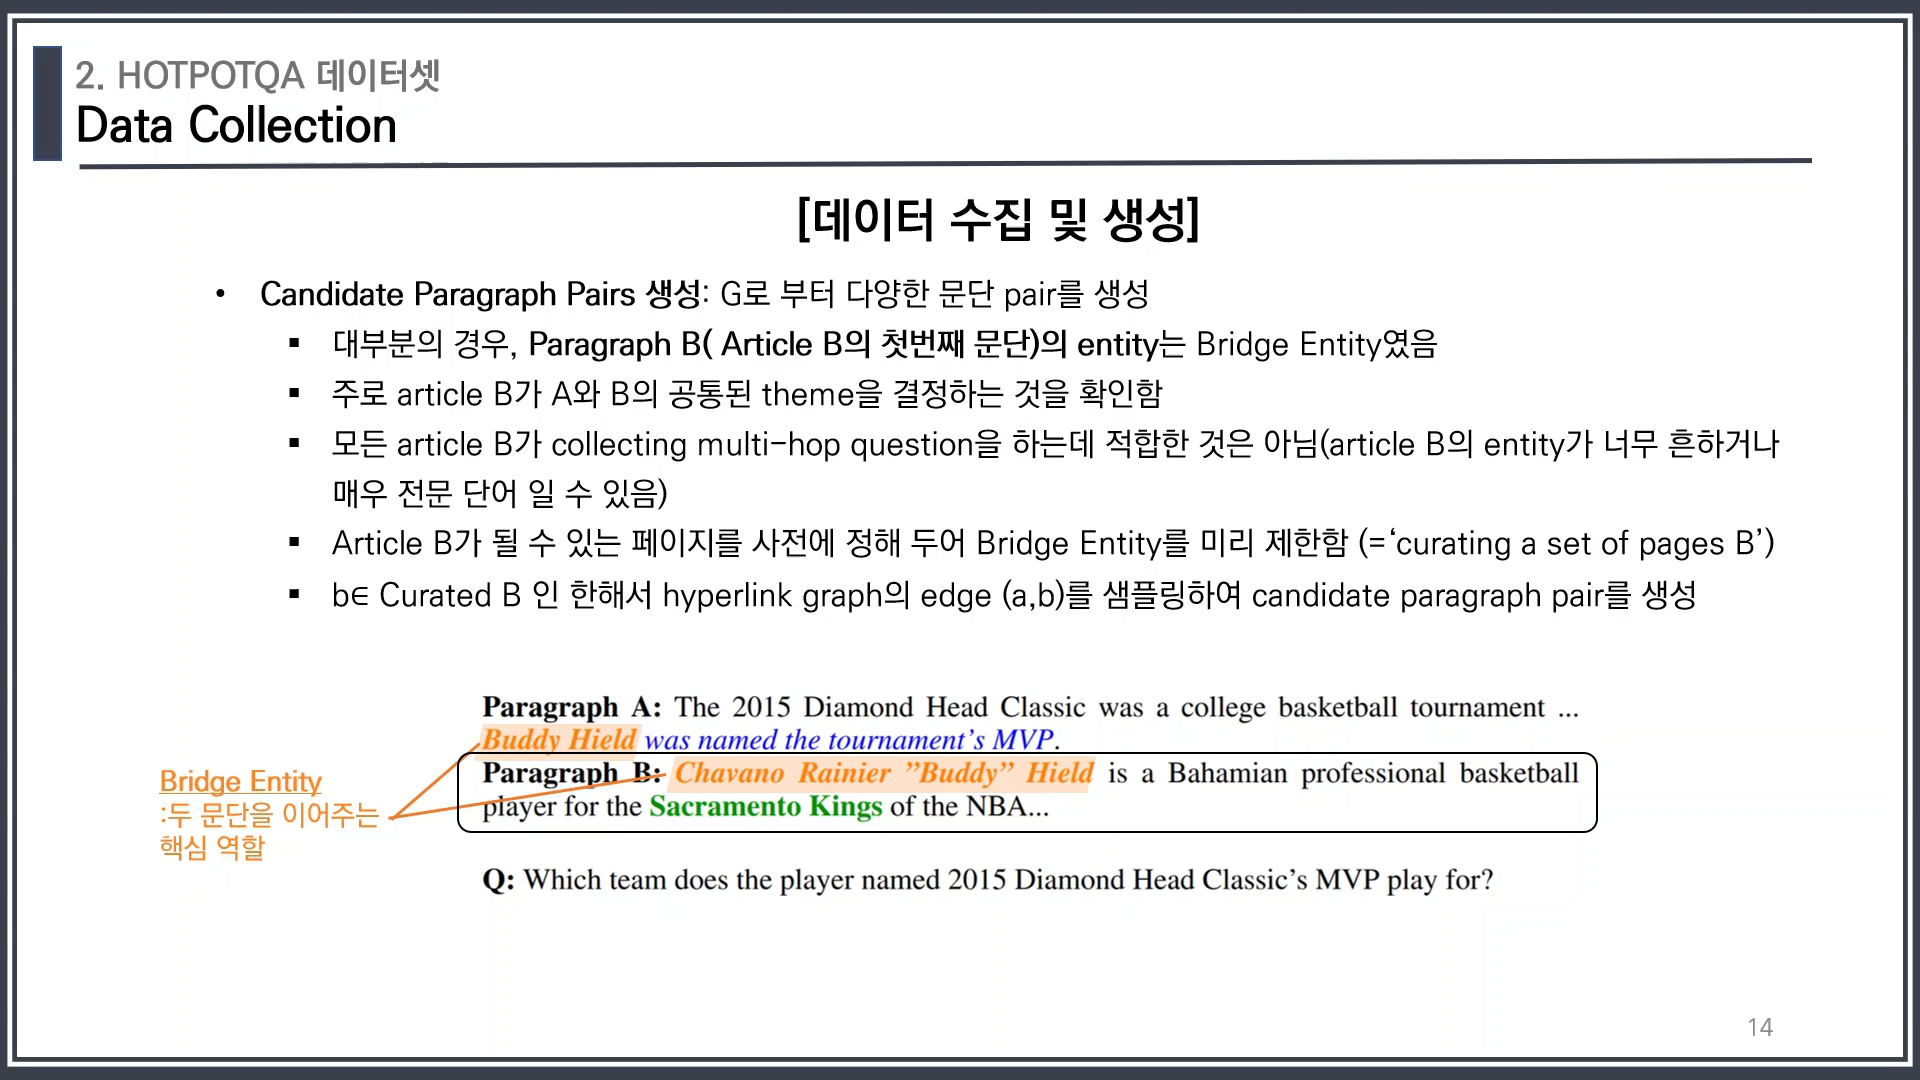 2. HOTPOTQA 데이터셋
Data Collection
[데이터 수집 및 생성]
• Candidate Paragraph Pairs 생성: G로 부터 다양한 문단 pair를 생성
▪ 대부분의 경우, Paragraph B( Article B의 첫번째 문단)의 entity는 Bridge Entity였음
▪ 주로 article B가 A와 B의 공통된 theme을 결정하는 것을 확인함
▪ 모든 article B가 collecting multi-hop question을 하는데 적합한 것은 아님(article B의 entity가 너무 흔하거나
매우 전문 단어 일 수 있음)
▪ Article B가 될 수 있는 페이지를 사전에 정해 두어 Bridge Entity를 미리 제한함 (=‘curating a set of pages B’)
▪ b∈ Curated B 인 한해서 hyperlink graph의 edge (a,b)를 샘플링하여 candidate paragraph pair를 생성
Paragraph A: The 2015 Diamond Head Classic was a college basketball tournament ...
Buddy Hield was named the tournament’s MVP.
Paragraph B: Chavano Rainier ”Buddy” Hield is a Bahamian professional basketball
player for the Sacramento Kings of the NBA...
Bridge Entity
:두 문단을 이어주는
핵심 역할
Q: Which team does the player named 2015 Diamond Head Classic’s MVP play for?
14